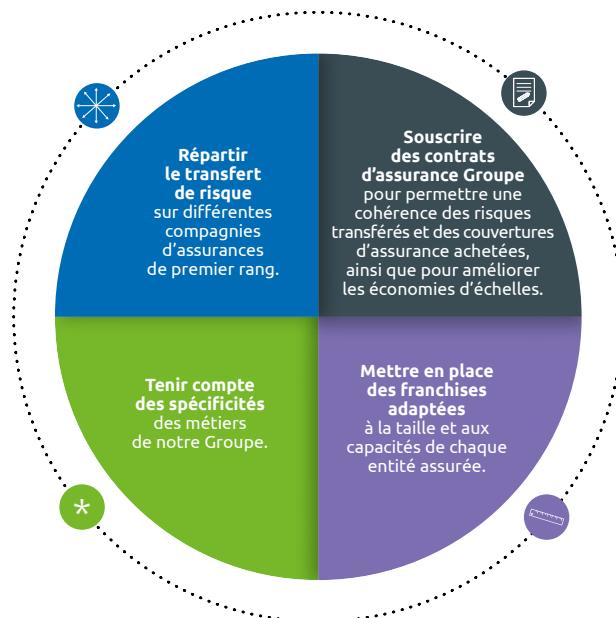 Répartir
le transfert
de risque
sur différentes
compagnies
d'assurances
de premier rang.
Souscrire
des contrats
d'assurance Groupe
pour permettre une
cohérence des risques
transférés et des couvertures
d'assurance achetées,
ainsi que pour améliorer
les économies d'échelles.
Tenir compte
des spécificités
des métiers
de notre Groupe.
Mettre en place
des franchises
adaptées
à la taille et aux
capacités de chaque
entité assurée.